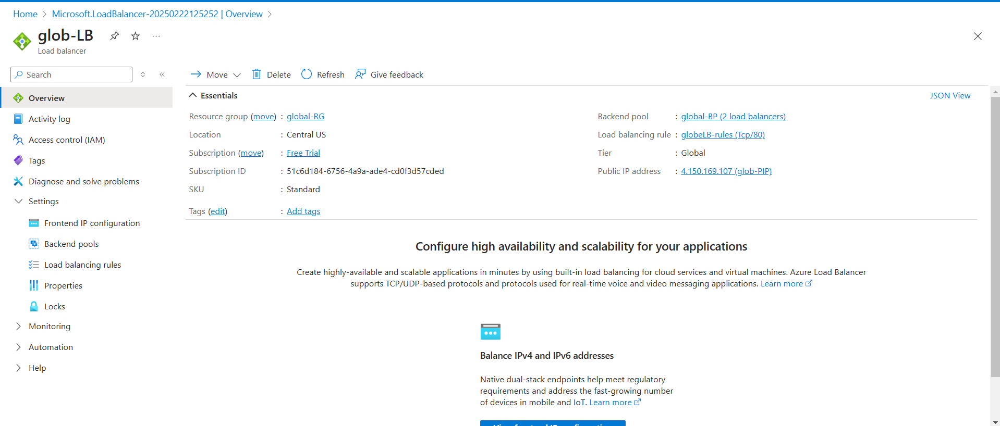 Home > Microsoft.LoadBalancer-20250222125252 | Overview >
glob-LB
Load balancer
Search
Move
Delete
Refresh
Give feedback
Overview
Activity log
Access control (IAM)
Tags
Diagnose and solve problems
Settings
Frontend IP configuration
Backend pools
Load balancing rules
Properties
Locks
Monitoring
Automation
Help
Essentials
JSON View
Resource group (move) : global-RG
Location : Central US
Subscription (move) : Free Trial
Subscription ID : 51c6d184-6756-4a9a-ade4-cd0f3d57cded
SKU : Standard
Tags (edit) : Add tags
Backend pool : global-BP (2 load balancers)
Load balancing rule : globeLB-rules (Tcp/80)
Tier : Global
Public IP address : 4.150.169.107 (glob-PIP)
Configure high availability and scalability for your applications
Create highly-available and scalable applications in minutes by using built-in load balancing for cloud services and virtual machines. Azure Load Balancer
supports TCP/UDP-based protocols and protocols used for real-time voice and video messaging applications. Learn more
Balance IPv4 and IPv6 addresses
Native dual-stack endpoints help meet regulatory
requirements and address the fast-growing number
of devices in mobile and IoT. Learn more